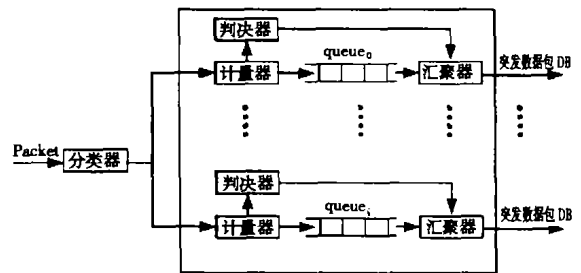 判决器
queue₀
计量器
汇聚器
突发数据包 DB
Packet
分类器
判决器
queueᵢ
计量器
汇聚器
突发数据包 DB